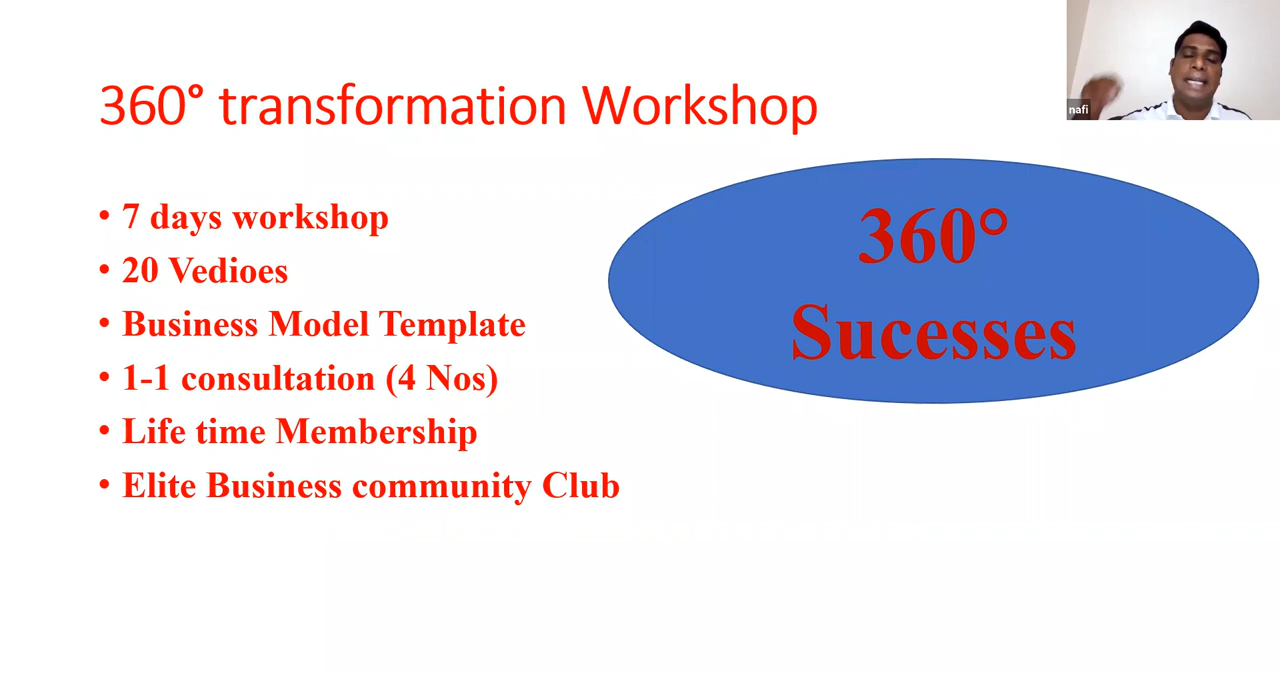 360° transformation Workshop
nafi
• 7 days workshop
• 20 Vedioes
• Business Model Template
• 1-1 consultation (4 Nos)
• Life time Membership
• Elite Business community Club
360°
Sucesses